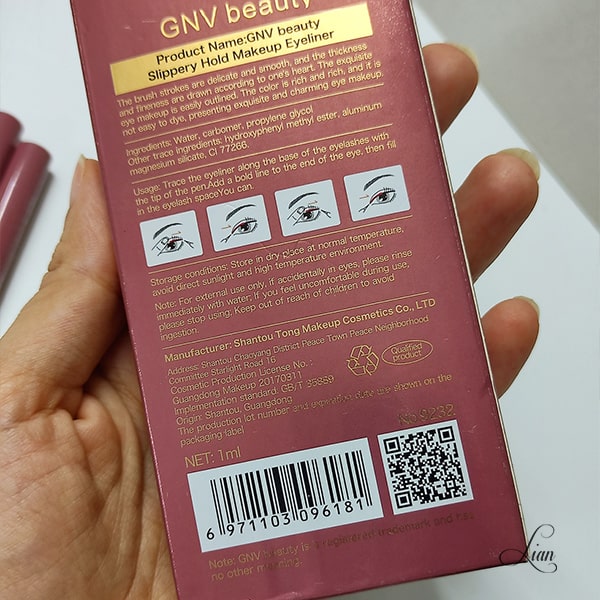 GNV beauty
Product Name:GNV beauty
Slippery Hold Makeup Eyeliner
The brush strokes are delicate and smooth, and the thickness
and fineness are drawn according to one's heart. The exquisite
eye makeup is easily outlined. The color is rich and rich, and it is
not easy to dye, presenting exquisite and charming eye makeup.
Ingredients: Water, carbomer, propylene glycol
Other trace ingredients: hydroxyphenyl methyl ester, aluminum
magnesium silicate, CI 77266.
Usage: Trace the eyeliner along the base of the eyelashes with
the tip of the pen.Add a bold line to the end of the eye, then fill
in the eyelash spaceYou can.
Storage conditions: Store in dry place at normal temperature,
avoid direct sunlight and high temperature environment.
Note: For external use only, if accidentally in eyes, please rinse
immediately with water; If you feel uncomfortable during use,
please stop using; Keep out of reach of children to avoid
ingestion.
Manufacturer: Shantou Tong Makeup Cosmetics Co., LTD
Address: Shantou Chaoyang District Peace Town Peace Neighborhood
Committee Starlight Road 16
Cosmetic Production License No.:
Guangdong Makeup 20170311
Implementation standard: GB/T 35889
Origin: Shantou, Guangdong
The production lot number and expiration date are shown on the
packaging label
Qualified
product
NET: 1ml
6 971103 096181
Note: GNV beauty is a registered trademark and has
no other meaning.
Lian